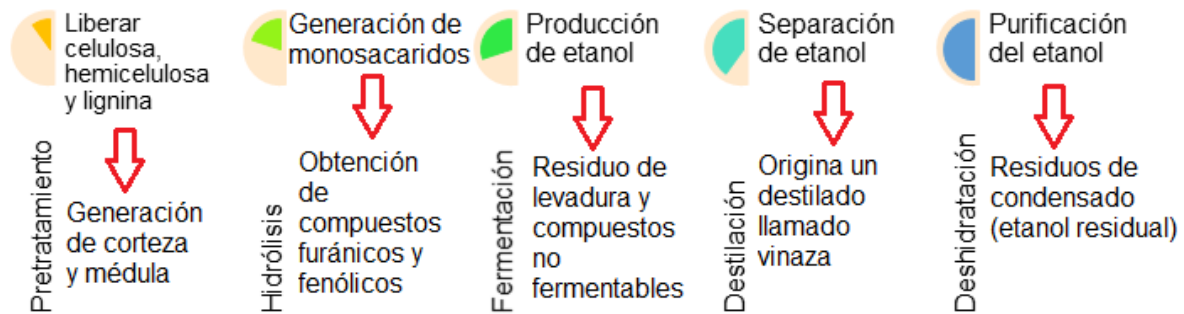 Liberar
celulosa,
hemicelulosa
y lignina
Pretratamiento
Generación
de corteza
y médula
Generación de
monosacaridos
Hidrólisis
Obtención
de
compuestos
furánicos y
fenólicos
Producción
de etanol
Fermentación
Residuo de
levadura y
compuestos
no
fermentables
Separación
de etanol
Destilación
Origina un
destilado
llamado
vinaza
Purificación
del etanol
Deshidratación
Residuos de
condensado
(etanol residual)